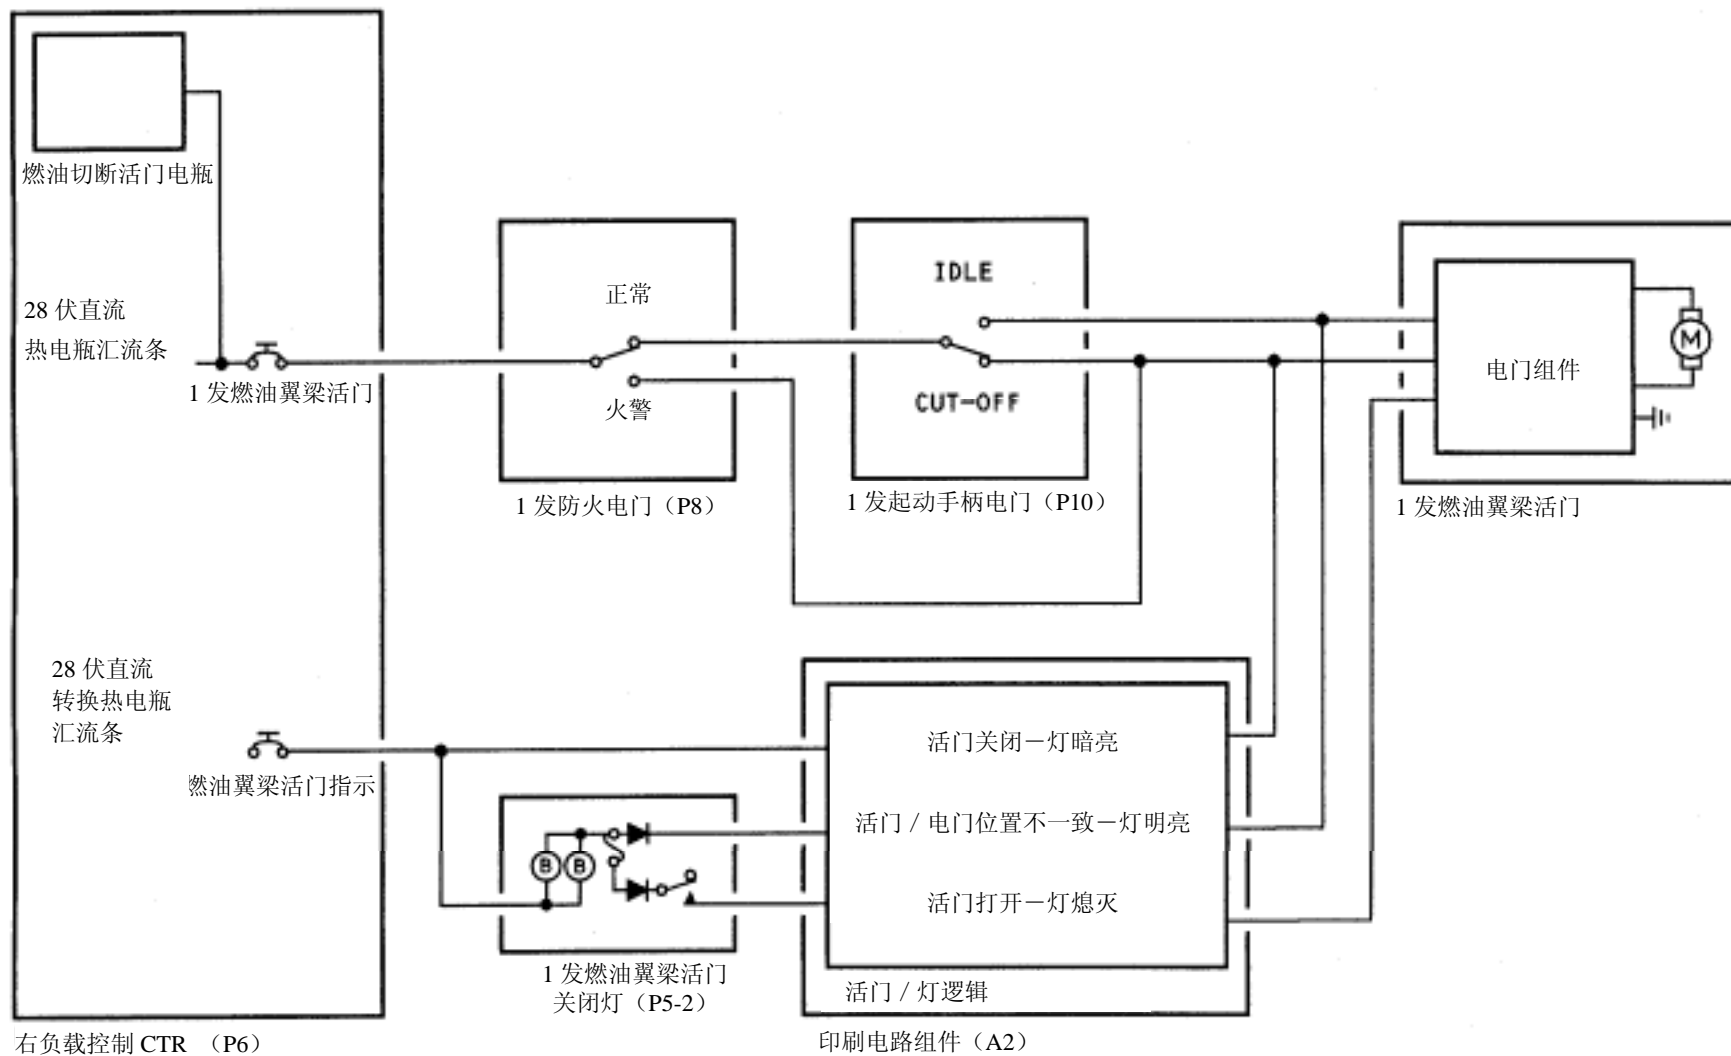 燃油切断活门电瓶
28 伏直流
热电瓶汇流条
1 发燃油翼梁活门
正常
火警
1 发防火电门（P8）
IDLE
CUT-OFF
1 发起动手柄电门（P10）
电门组件
M
1 发燃油翼梁活门
28 伏直流
转换热电瓶
汇流条
燃油翼梁活门指示
B B
1 发燃油翼梁活门
关闭灯（P5-2）
活门关闭－灯暗亮
活门／电门位置不一致－灯明亮
活门打开－灯熄灭
活门／灯逻辑
右负载控制 CTR （P6）
印刷电路组件（A2）